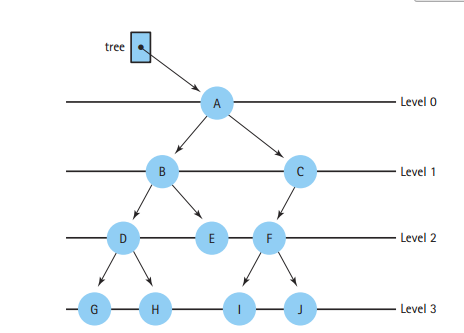 tree
A Level 0
B C Level 1
D E F Level 2
G H I J Level 3